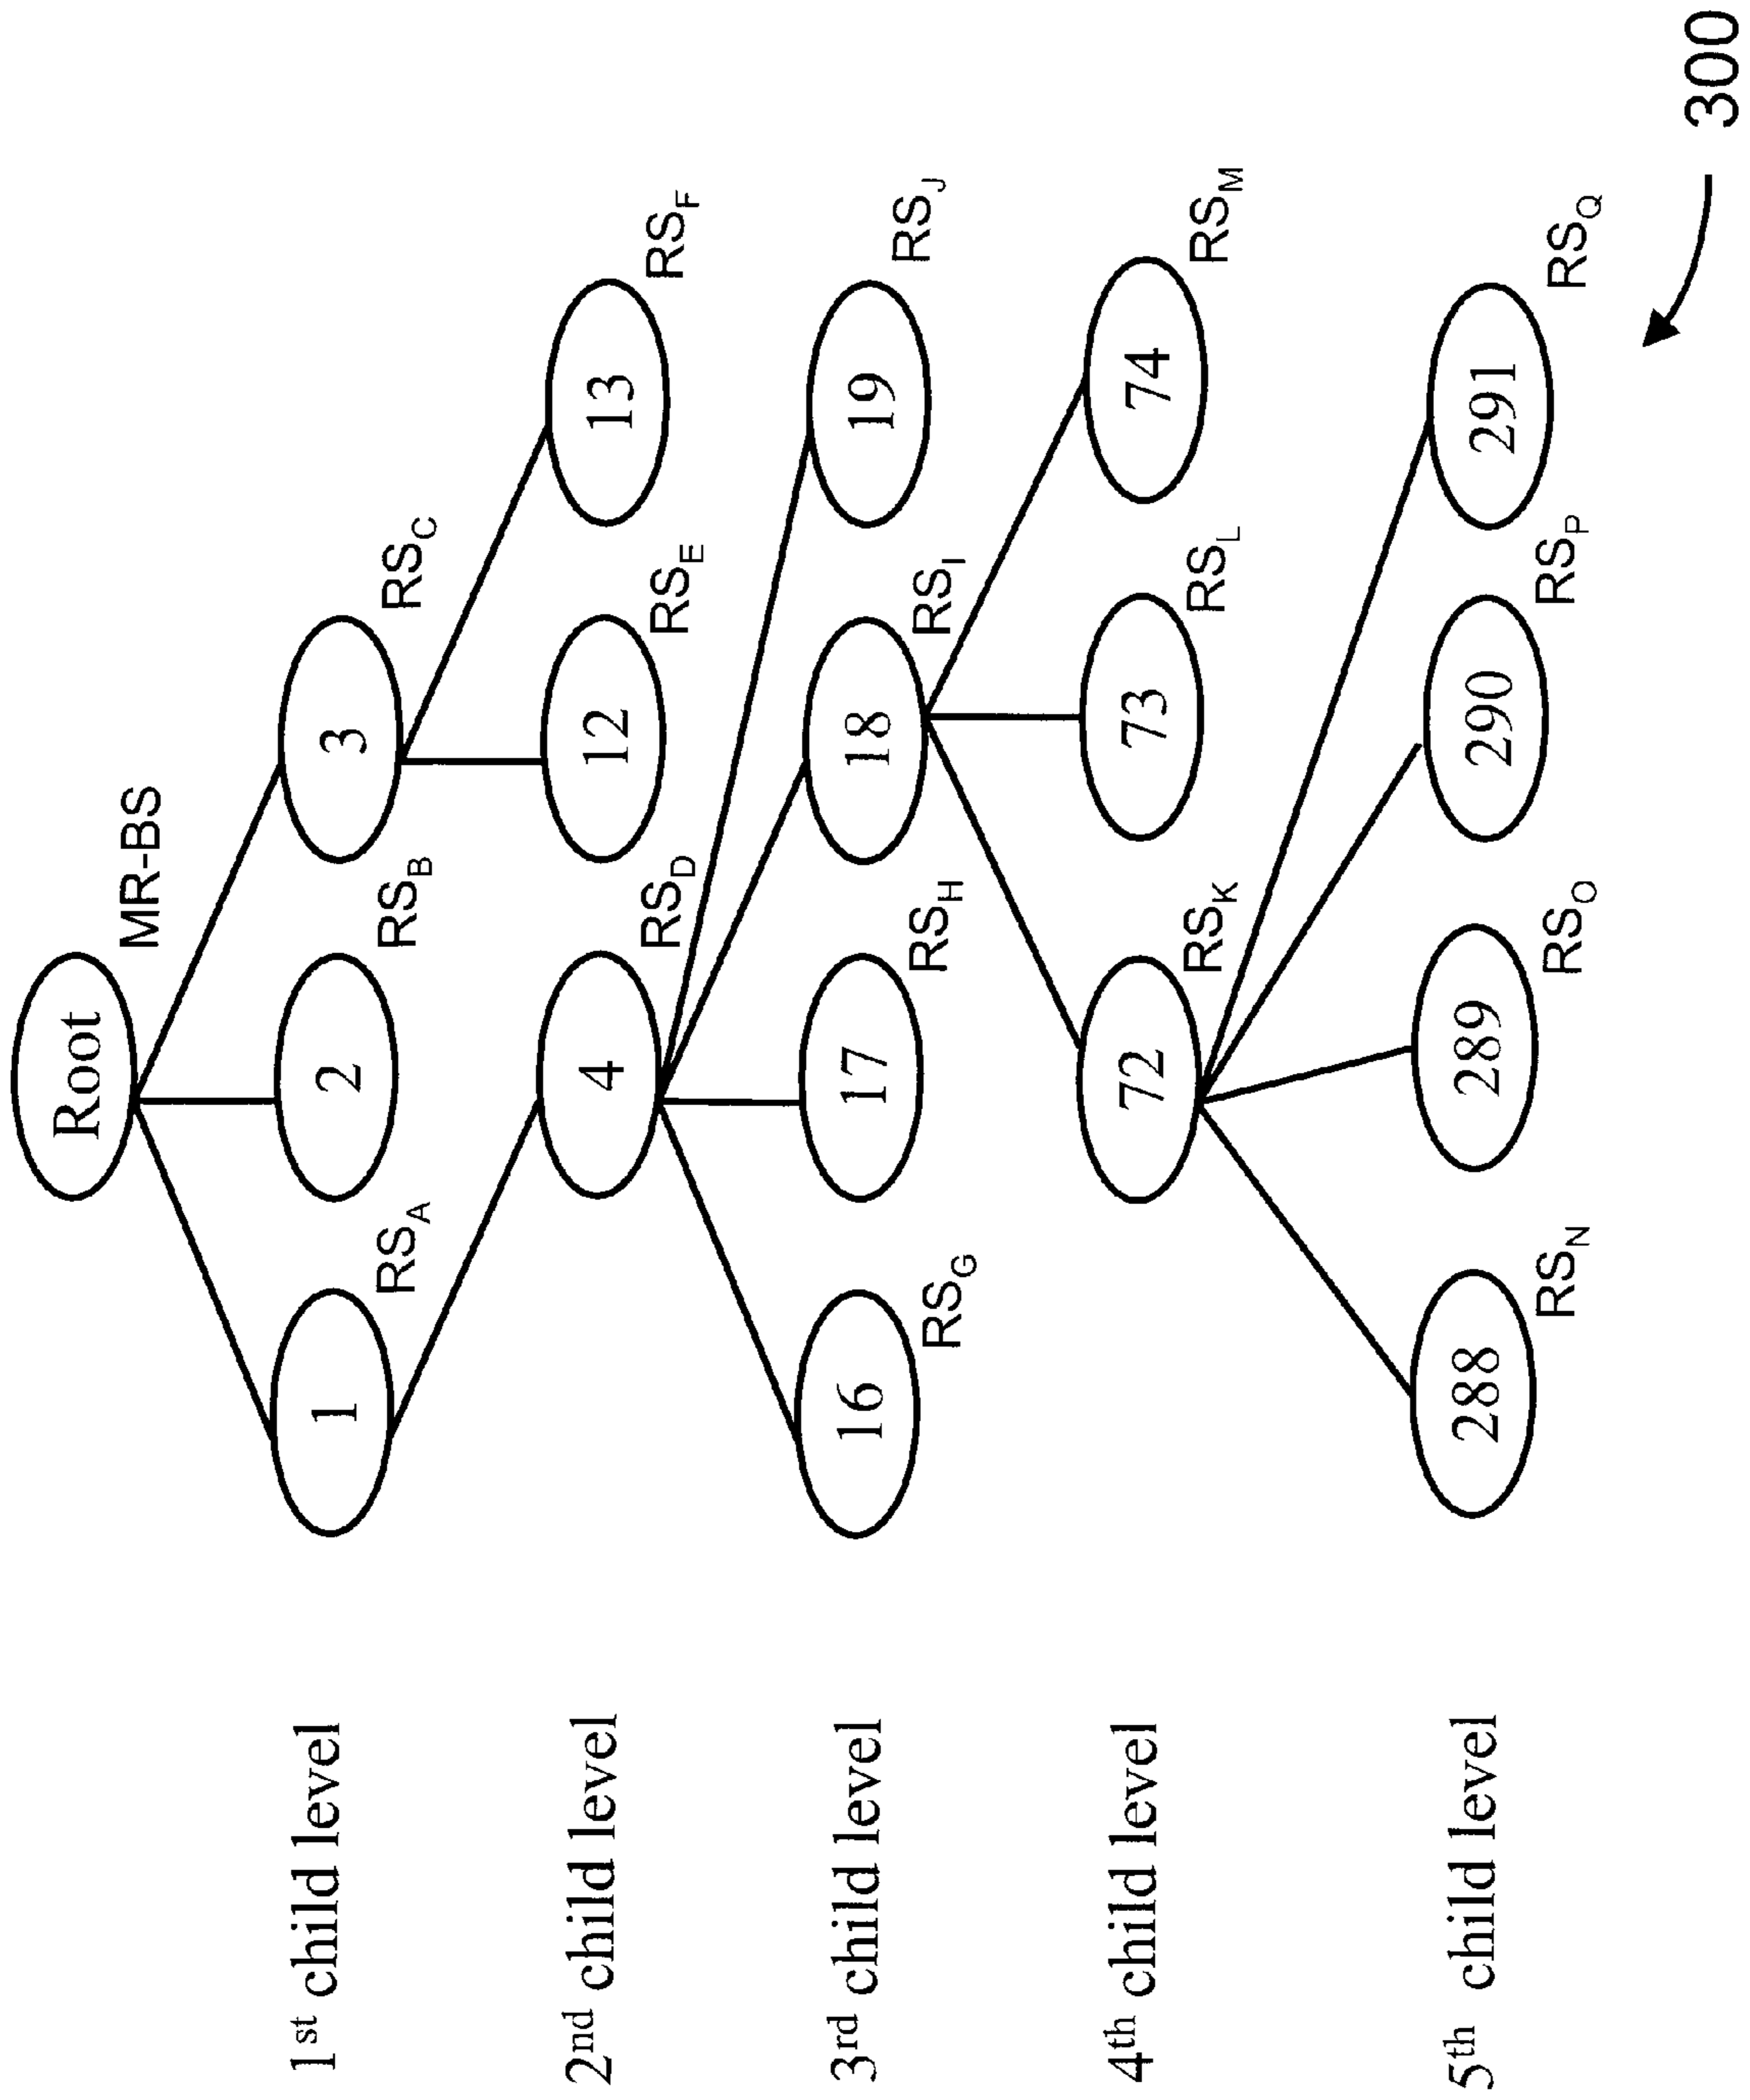 Root
MR-BS
1st child level
1
RSA
2
RSB
3
RSC
2nd child level
4
RSD
12
RSE
13
RSF
3rd child level
16
RSG
17
RSH
18
RSI
19
RSJ
4th child level
72
RSK
73
RSL
74
RSM
5th child level
288
RSN
289
RSO
290
RSP
291
RSQ
300